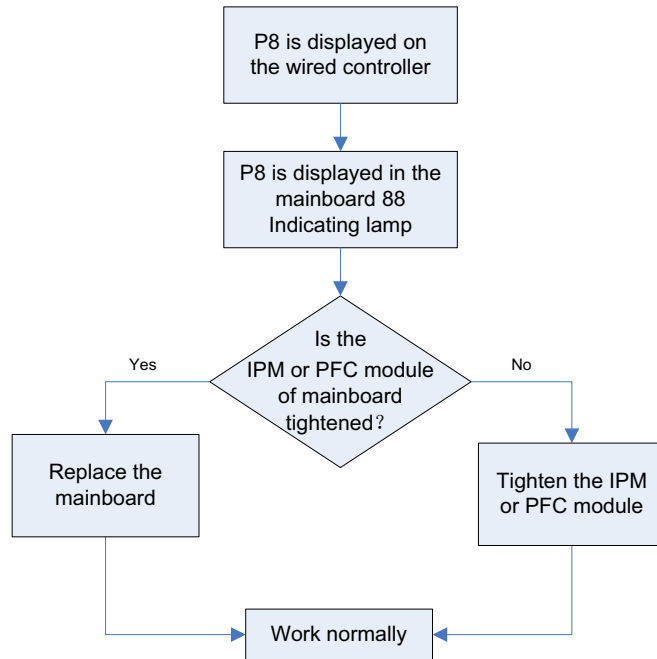 P8 is displayed on
the wired controller
P8 is displayed in the
mainboard 88
Indicating lamp
Is the
IPM or PFC module
of mainboard
tightened？
Yes
No
Replace the
mainboard
Tighten the IPM
or PFC module
Work normally